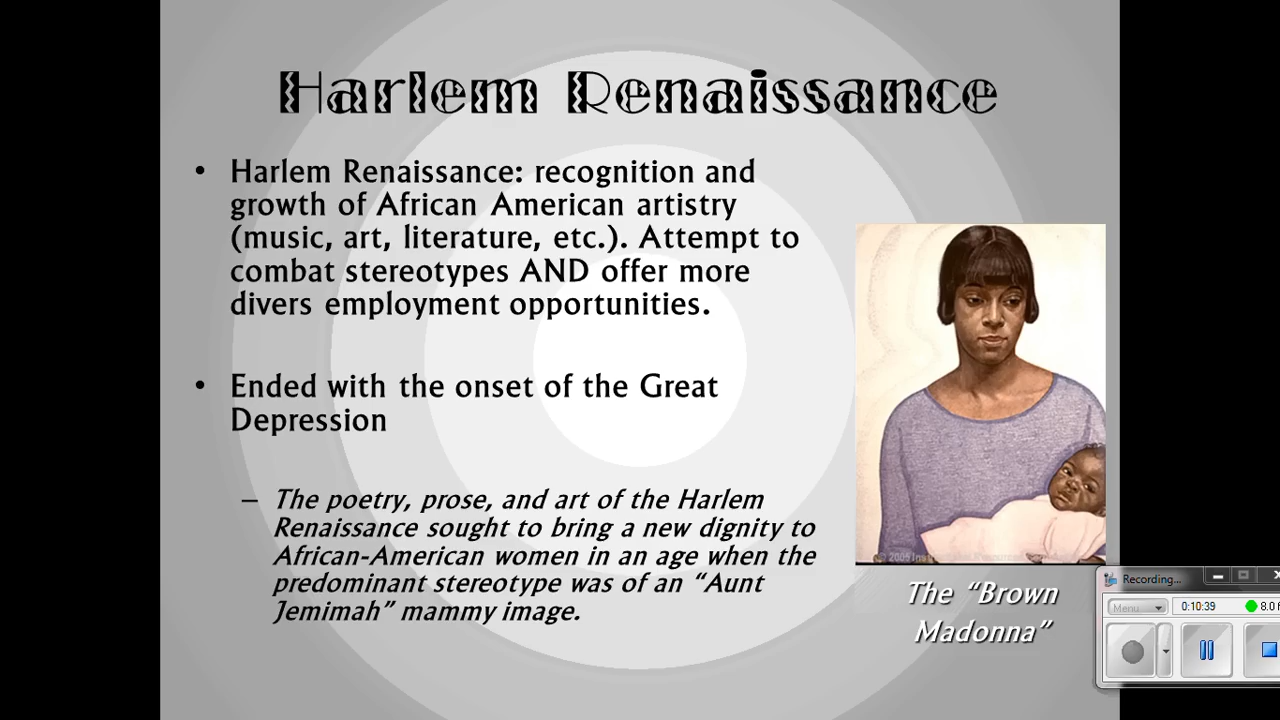 Harlem Renaissance
• Harlem Renaissance: recognition and
growth of African American artistry
(music, art, literature, etc.). Attempt to
combat stereotypes AND offer more
divers employment opportunities.
• Ended with the onset of the Great
Depression
– The poetry, prose, and art of the Harlem
Renaissance sought to bring a new dignity to
African-American women in an age when the
predominant stereotype was of an “Aunt
Jemimah” mammy image.
© 2005
The “Brown
Madonna”
Recording...
Menu
0:10:39
8.0